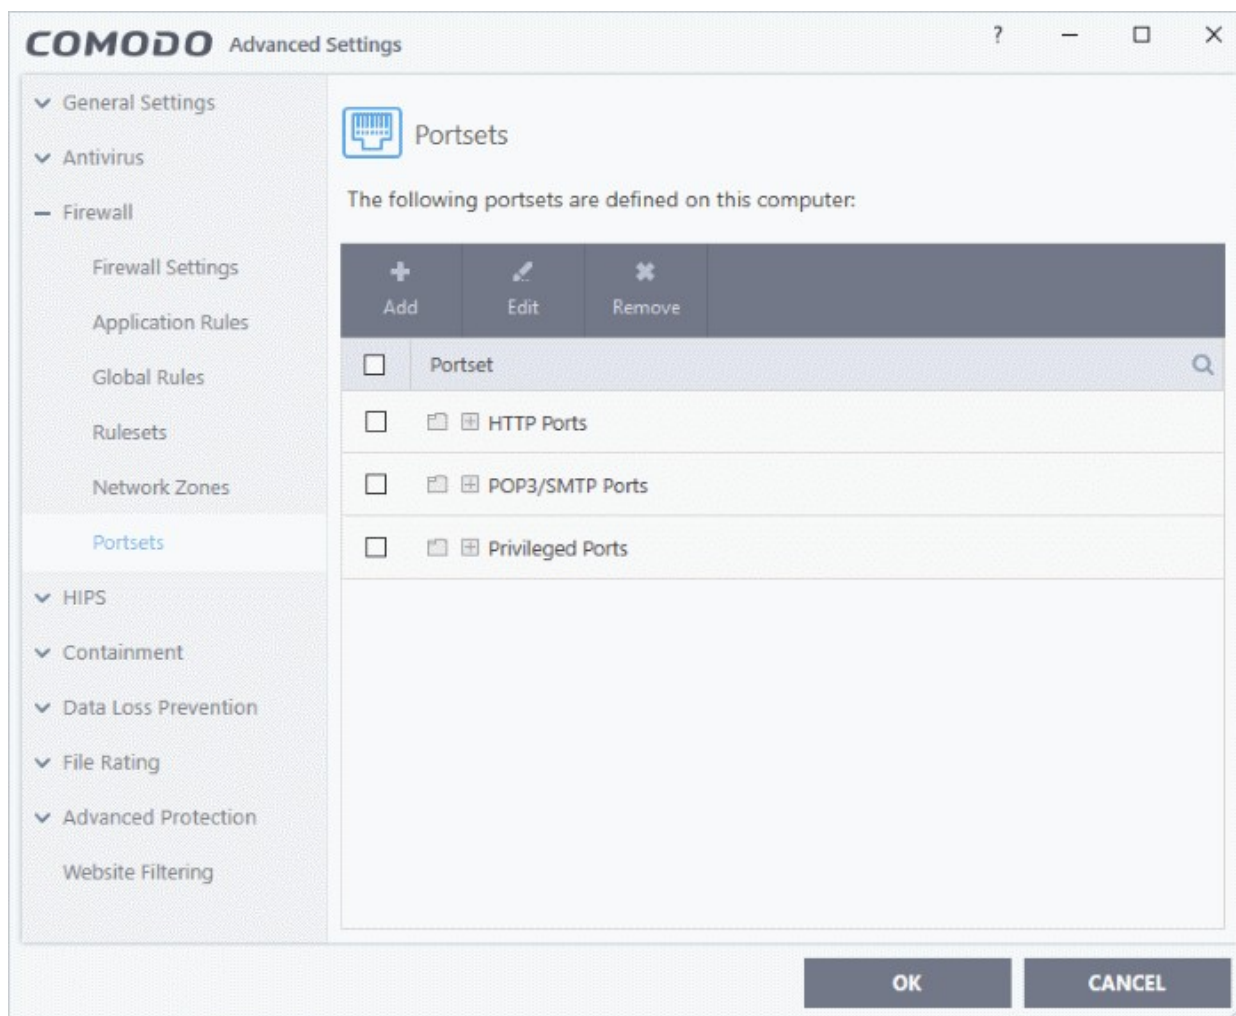 COMODO Advanced Settings ?
General Settings
Antivirus
Firewall
Firewall Settings
Application Rules
Global Rules
Rulesets
Network Zones
Portsets
HIPS
Containment
Data Loss Prevention
File Rating
Advanced Protection
Website Filtering
Portsets
The following portsets are defined on this computer:
Add Edit Remove
Portset
HTTP Ports
POP3/SMTP Ports
Privileged Ports
OK CANCEL